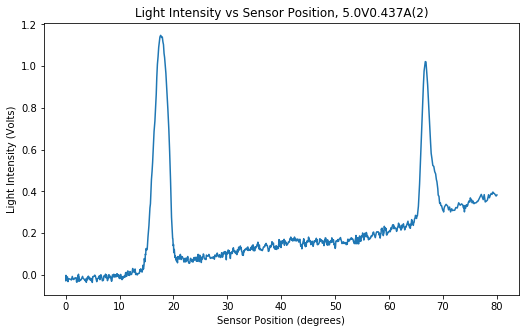 Light Intensity vs Sensor Position, 5.0V0.437A(2)
1.2
1.0
0.8
0.6
0.4
0.2
0.0
Light Intensity (Volts)
0 10 20 30 40 50 60 70 80
Sensor Position (degrees)